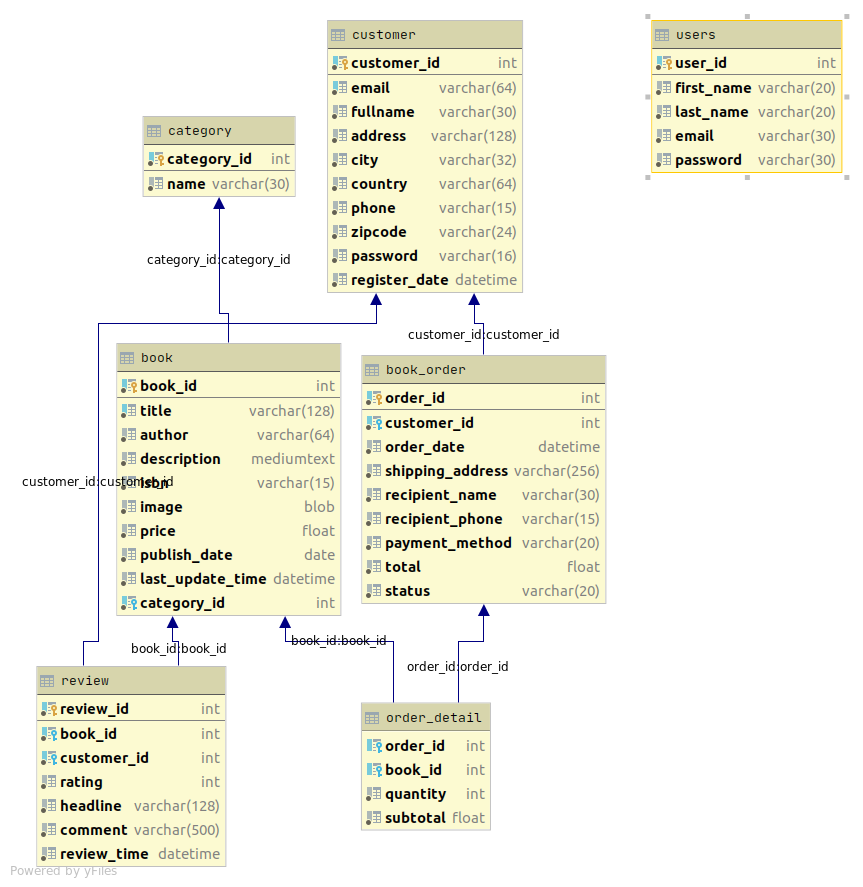 customer
customer_id int
email varchar(64)
fullname varchar(30)
address varchar(128)
city varchar(32)
country varchar(64)
phone varchar(15)
zipcode varchar(24)
password varchar(16)
register_date datetime
users
user_id int
first_name varchar(20)
last_name varchar(20)
email varchar(30)
password varchar(30)
category
category_id int
name varchar(30)
category_id:category_id
customer_id:customer_id
book
book_id int
title varchar(128)
author varchar(64)
description mediumtext
isbn varchar(15)
image blob
price float
publish_date date
last_update_time datetime
category_id int
customer_id:customer_id
book_order
order_id int
customer_id int
order_date datetime
shipping_address varchar(256)
recipient_name varchar(30)
recipient_phone varchar(15)
payment_method varchar(20)
total float
status varchar(20)
book_id:book_id
book_id:book_id
order_id:order_id
review
review_id int
book_id int
customer_id int
rating int
headline varchar(128)
comment varchar(500)
review_time datetime
order_detail
order_id int
book_id int
quantity int
subtotal float
Powered by yFiles